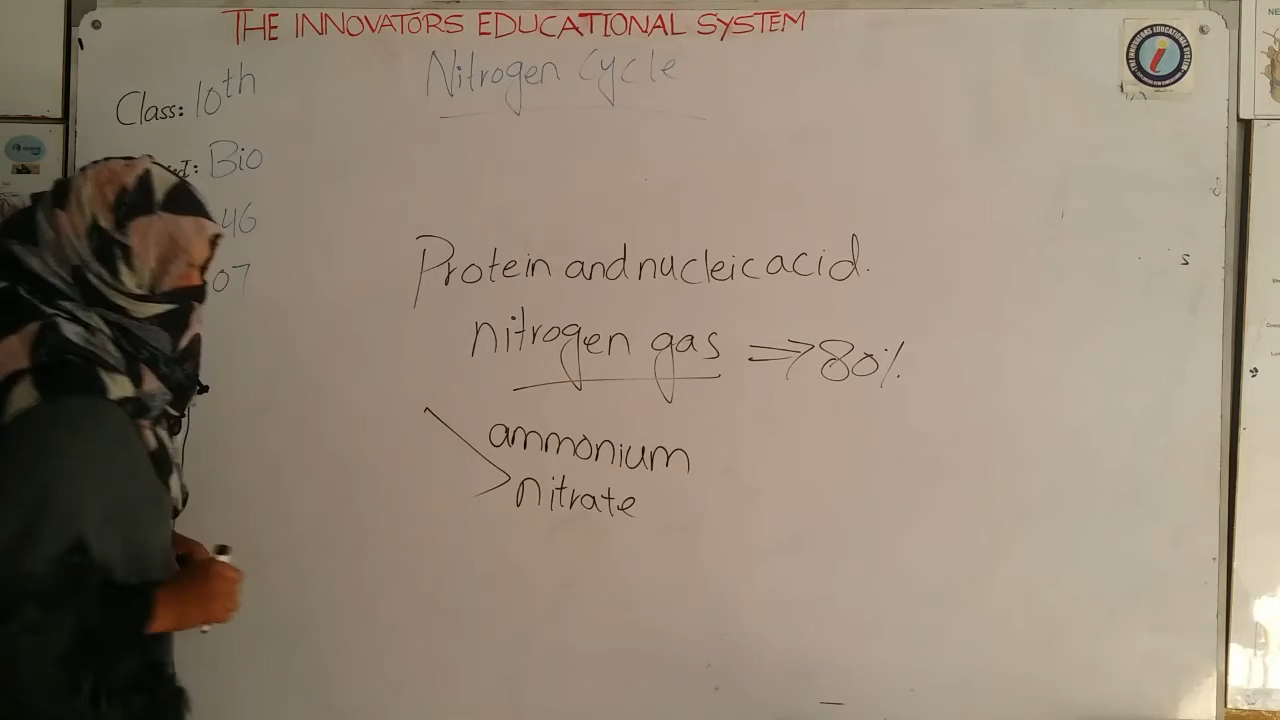 THE INNOVATORS EDUCATIONAL SYSTEM
Nitrogen Cycle
Class: 10th
Bio
46
07
Protein and nucleic acid.
nitrogen gas ⇒ 80%
ammonium
nitrate